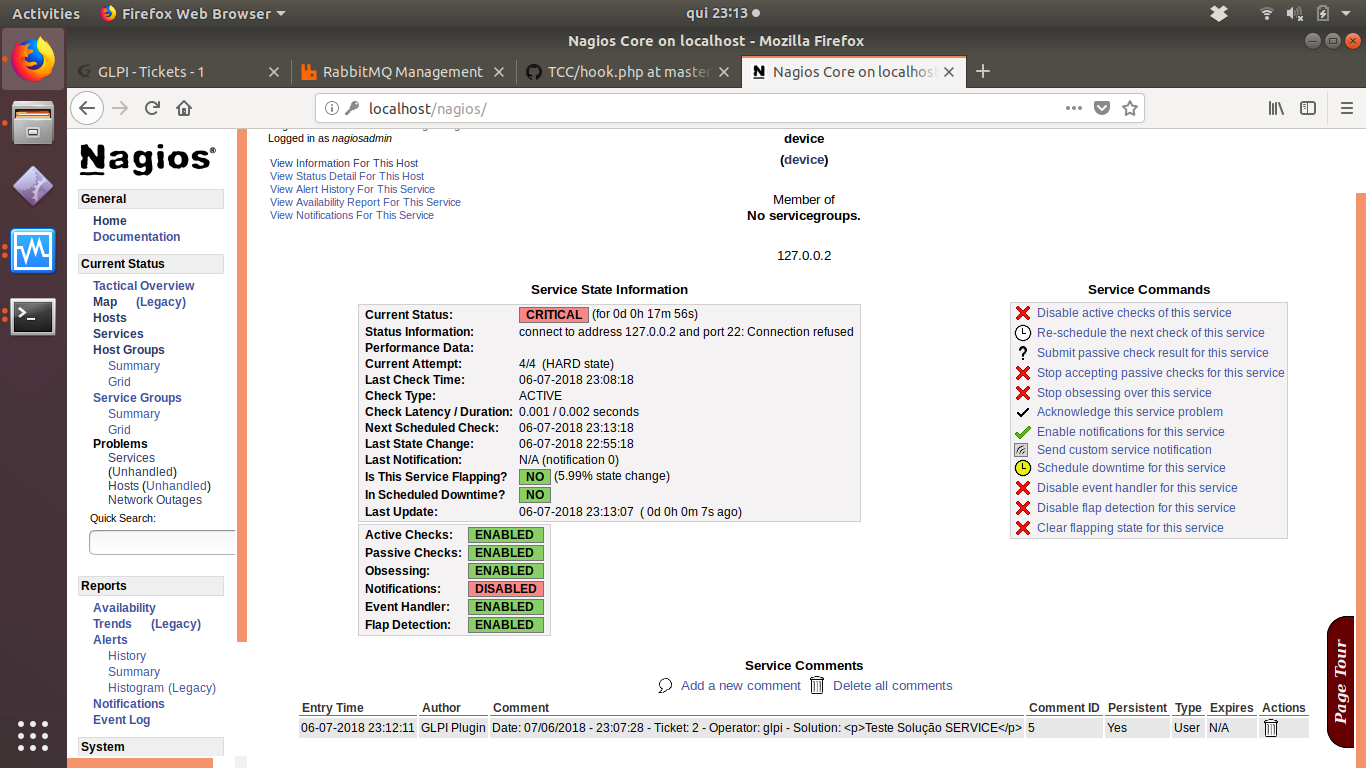 Activities Firefox Web Browser qui 23:13
Nagios Core on localhost - Mozilla Firefox
GLPI - Tickets - 1 RabbitMQ Management TCC/hook.php at master Nagios Core on localhost
localhost/nagios/
Nagios®
General
Home
Documentation
Current Status
Tactical Overview
Map (Legacy)
Hosts
Services
Host Groups
Summary
Grid
Service Groups
Summary
Grid
Problems
Services
(Unhandled)
Hosts (Unhandled)
Network Outages
Quick Search:
Reports
Availability
Trends (Legacy)
Alerts
History
Summary
Histogram (Legacy)
Notifications
Event Log
System
Logged in as nagiosadmin
View Information For This Host
View Status Detail For This Host
View Alert History For This Service
View Availability Report For This Service
View Notifications For This Service
device
(device)
Member of
No servicegroups.
127.0.0.2
Service State Information
Current Status: CRITICAL (for 0d 0h 17m 56s)
Status Information: connect to address 127.0.0.2 and port 22: Connection refused
Performance Data:
Current Attempt: 4/4 (HARD state)
Last Check Time: 06-07-2018 23:08:18
Check Type: ACTIVE
Check Latency / Duration: 0.001 / 0.002 seconds
Next Scheduled Check: 06-07-2018 23:13:18
Last State Change: 06-07-2018 22:55:18
Last Notification: N/A (notification 0)
Is This Service Flapping? NO (5.99% state change)
In Scheduled Downtime? NO
Last Update: 06-07-2018 23:13:07 ( 0d 0h 0m 7s ago)
Active Checks: ENABLED
Passive Checks: ENABLED
Obsessing: ENABLED
Notifications: DISABLED
Event Handler: ENABLED
Flap Detection: ENABLED
Service Commands
Disable active checks of this service
Re-schedule the next check of this service
Submit passive check result for this service
Stop accepting passive checks for this service
Stop obsessing over this service
Acknowledge this service problem
Enable notifications for this service
Send custom service notification
Schedule downtime for this service
Disable event handler for this service
Disable flap detection for this service
Clear flapping state for this service
Page Tour
Service Comments
Add a new comment Delete all comments
Entry Time Author Comment Comment ID Persistent Type Expires Actions
06-07-2018 23:12:11 GLPI Plugin Date: 07/06/2018 - 23:07:28 - Ticket: 2 - Operator: glpi - Solution: &lt;p&gt;Teste Solução SERVICE&lt;/p&gt; 5 Yes User N/A